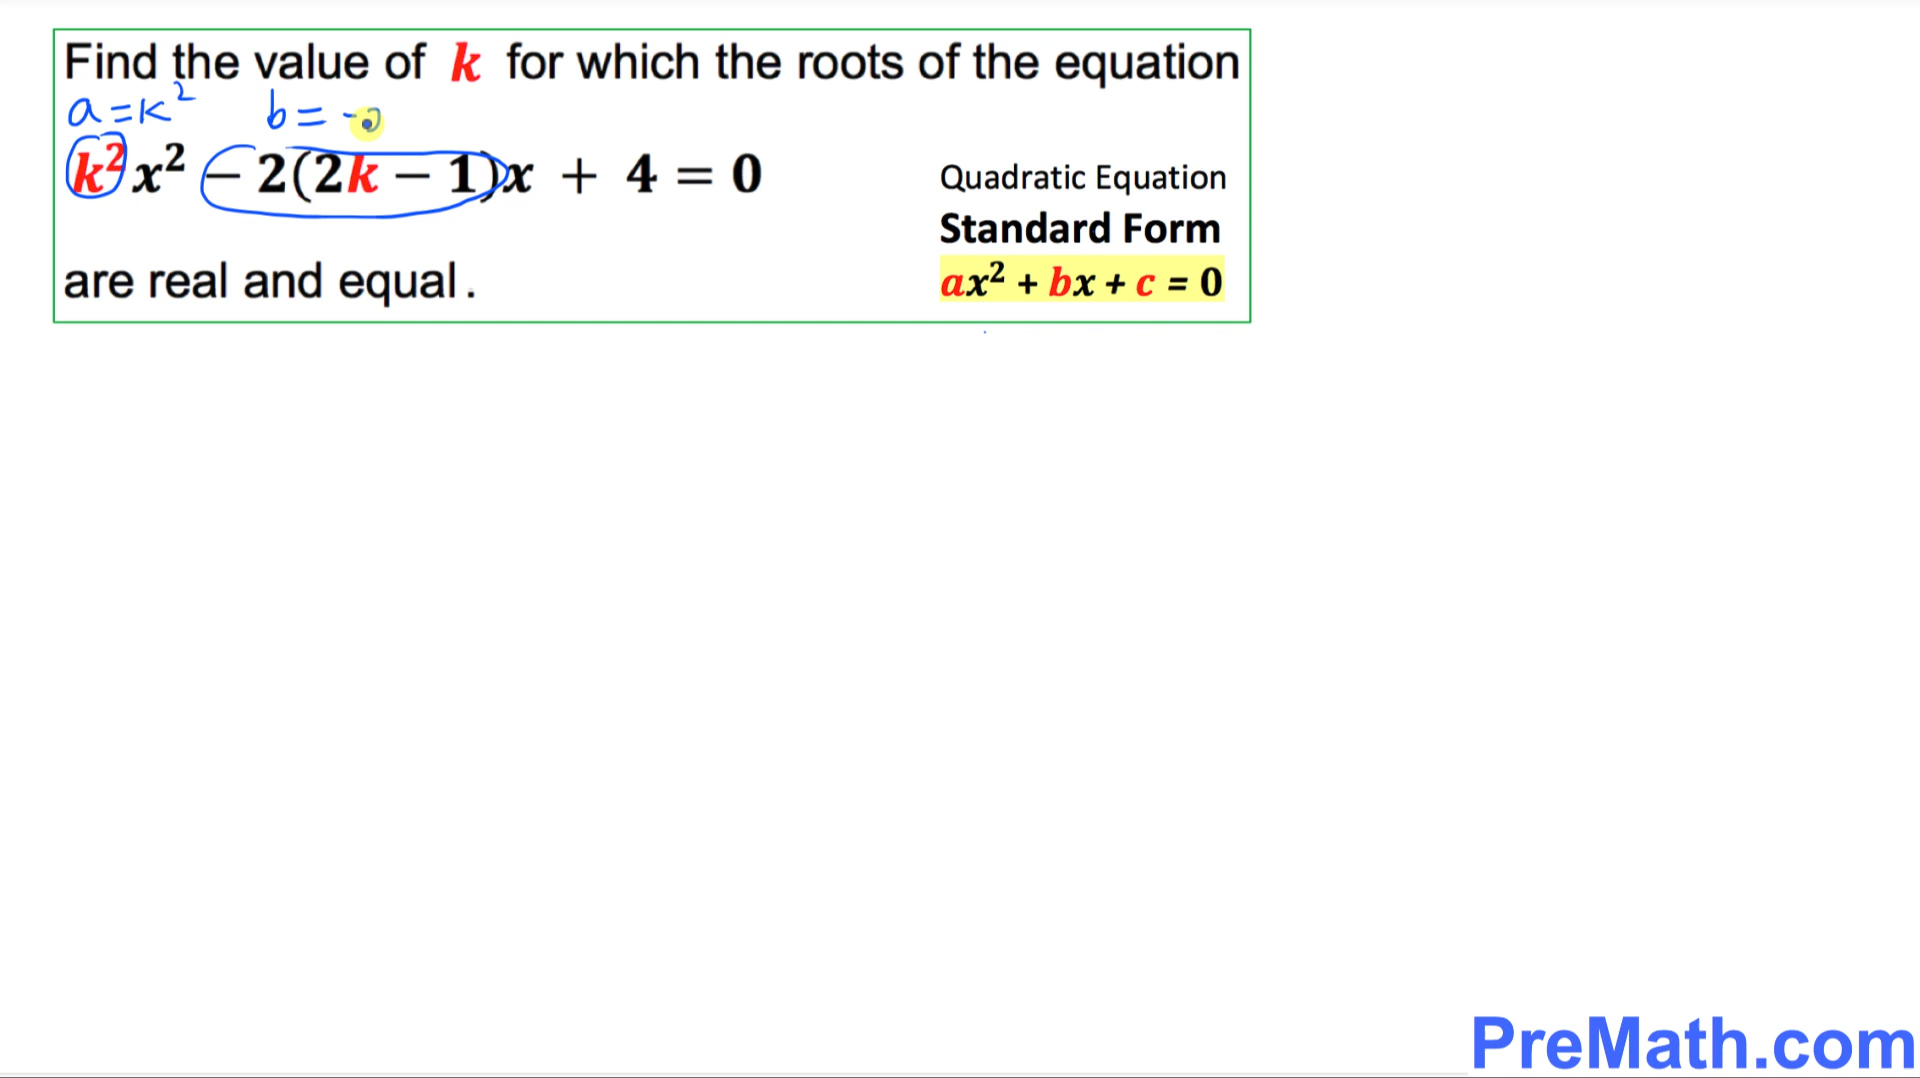 Find the value of k for which the roots of the equation
a=k² b= -
k²x² – 2(2k – 1)x + 4 = 0
are real and equal.
Quadratic Equation
Standard Form
ax² + bx + c = 0
PreMath.com